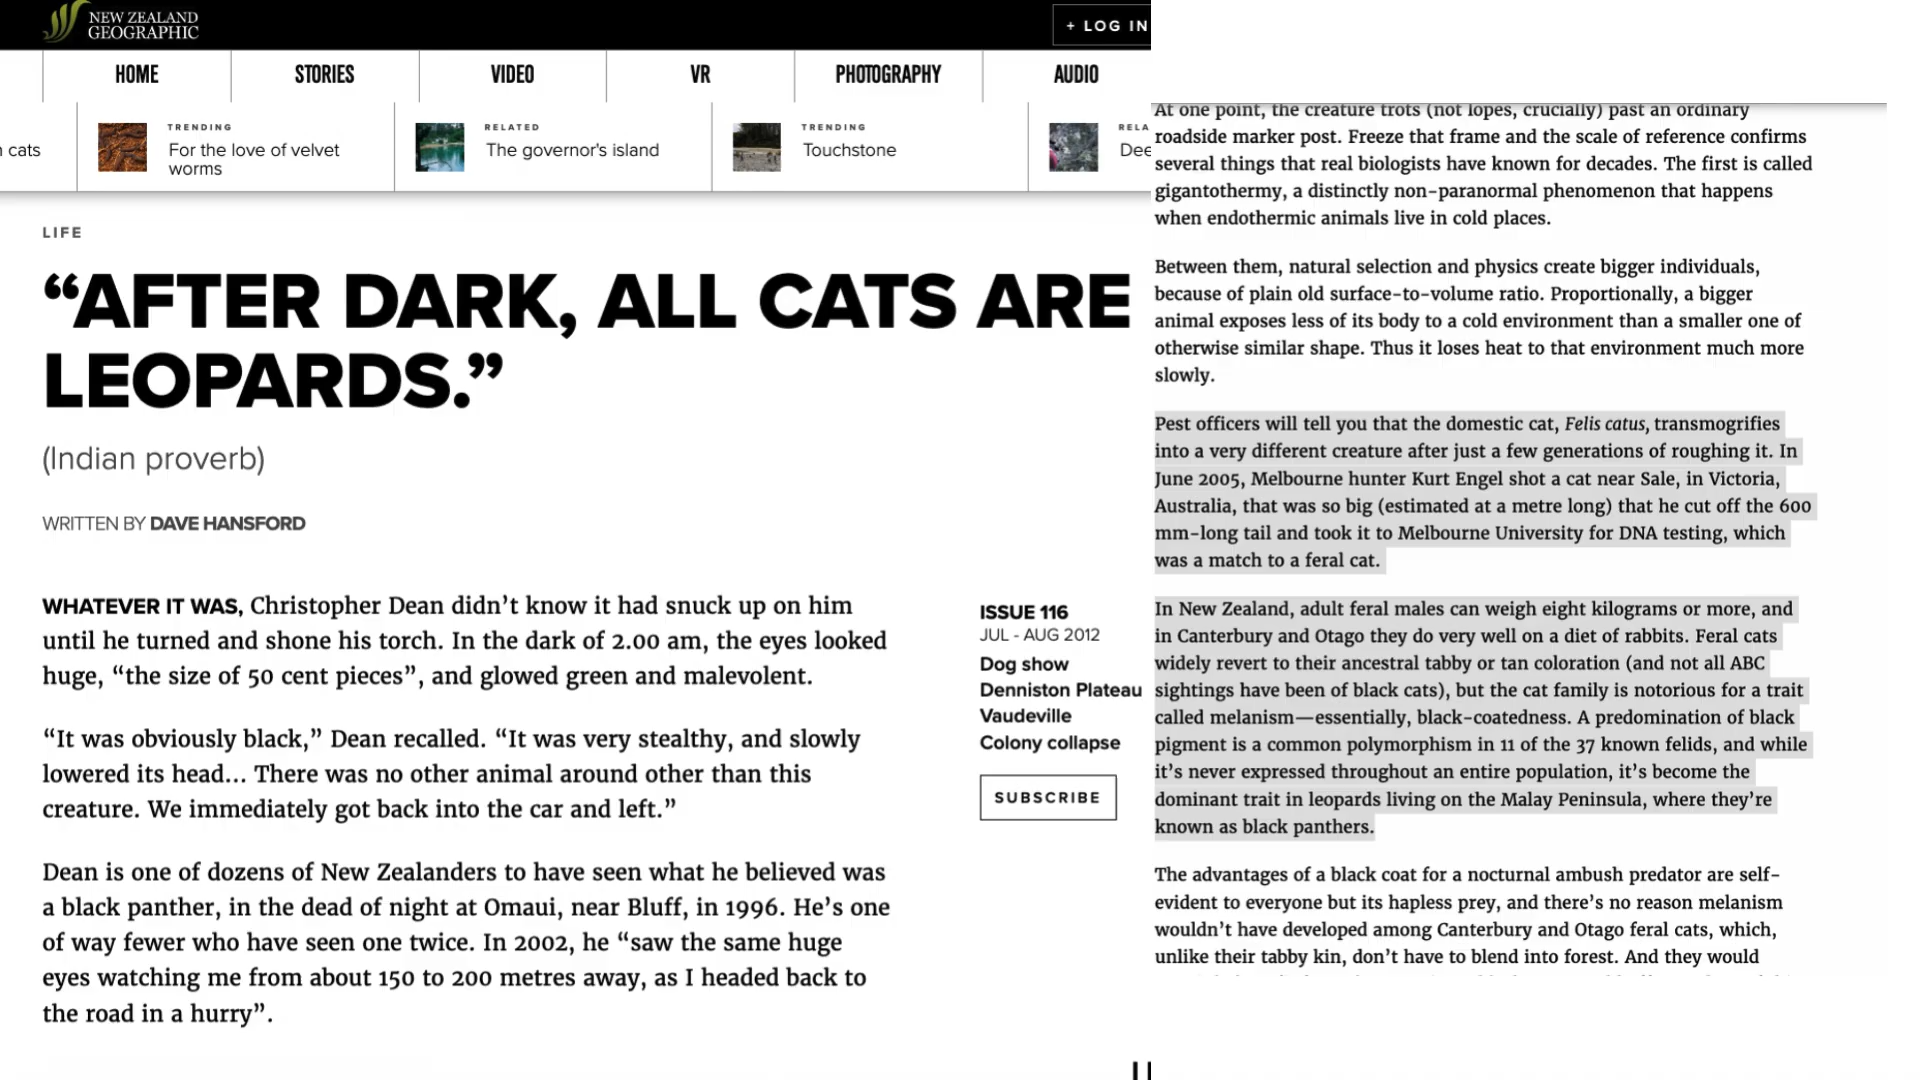 NEW ZEALAND
GEOGRAPHIC
+ LOG IN
HOME
STORIES
VIDEO
VR
PHOTOGRAPHY
AUDIO
cats
TRENDING
For the love of velvet
worms
RELATED
The governor's island
TRENDING
Touchstone
LIFE
“AFTER DARK, ALL CATS ARE
LEOPARDS.”
(Indian proverb)
WRITTEN BY DAVE HANSFORD
WHATEVER IT WAS, Christopher Dean didn’t know it had snuck up on him
until he turned and shone his torch. In the dark of 2.00 am, the eyes looked
huge, “the size of 50 cent pieces”, and glowed green and malevolent.
“It was obviously black,” Dean recalled. “It was very stealthy, and slowly
lowered its head... There was no other animal around other than this
creature. We immediately got back into the car and left.”
Dean is one of dozens of New Zealanders to have seen what he believed was
a black panther, in the dead of night at Omaui, near Bluff, in 1996. He’s one
of way fewer who have seen one twice. In 2002, he “saw the same huge
eyes watching me from about 150 to 200 metres away, as I headed back to
the road in a hurry”.
ISSUE 116
JUL - AUG 2012
Dog show
Denniston Plateau
Vaudeville
Colony collapse
SUBSCRIBE
At one point, the creature trots (not lopes, crucially) past an ordinary
roadside marker post. Freeze that frame and the scale of reference confirms
several things that real biologists have known for decades. The first is called
gigantothermy, a distinctly non-paranormal phenomenon that happens
when endothermic animals live in cold places.
Between them, natural selection and physics create bigger individuals,
because of plain old surface-to-volume ratio. Proportionally, a bigger
animal exposes less of its body to a cold environment than a smaller one of
otherwise similar shape. Thus it loses heat to that environment much more
slowly.
Pest officers will tell you that the domestic cat, Felis catus, transmogrifies
into a very different creature after just a few generations of roughing it. In
June 2005, Melbourne hunter Kurt Engel shot a cat near Sale, in Victoria,
Australia, that was so big (estimated at a metre long) that he cut off the 600
mm-long tail and took it to Melbourne University for DNA testing, which
was a match to a feral cat.
In New Zealand, adult feral males can weigh eight kilograms or more, and
in Canterbury and Otago they do very well on a diet of rabbits. Feral cats
widely revert to their ancestral tabby or tan coloration (and not all ABC
sightings have been of black cats), but the cat family is notorious for a trait
called melanism—essentially, black-coatedness. A predomination of black
pigment is a common polymorphism in 11 of the 37 known felids, and while
it’s never expressed throughout an entire population, it’s become the
dominant trait in leopards living on the Malay Peninsula, where they’re
known as black panthers.
The advantages of a black coat for a nocturnal ambush predator are self-
evident to everyone but its hapless prey, and there’s no reason melanism
wouldn’t have developed among Canterbury and Otago feral cats, which,
unlike their tabby kin, don’t have to blend into forest. And they would